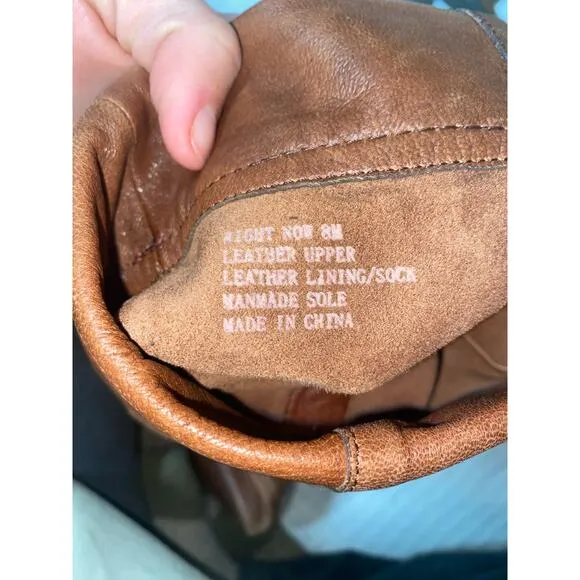 RIGHT NOW 8M
LEATHER UPPER
LEATHER LINING/SOCK
MANMADE SOLE
MADE IN CHINA